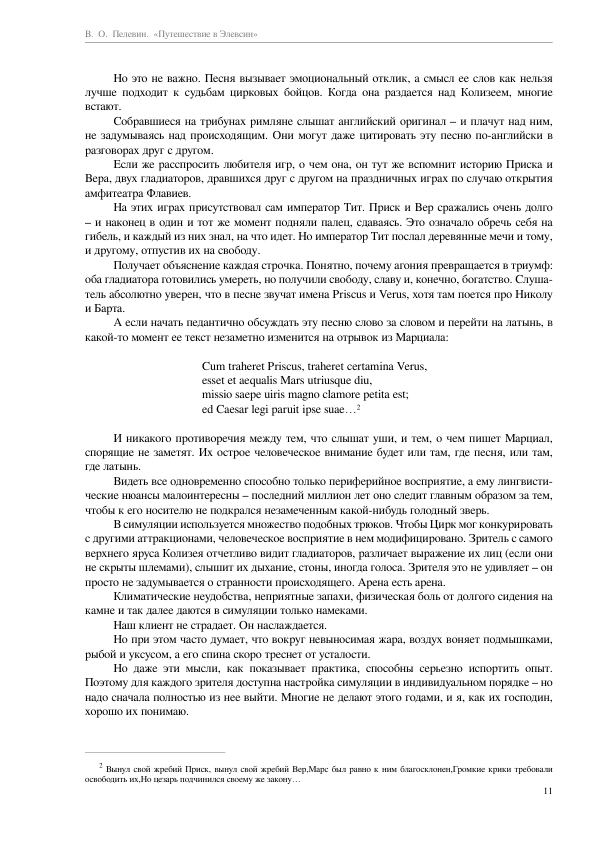 В. О. Пелевин. «Путешествие в Элевсин»
Но это не важно. Песня вызывает эмоциональный отклик, а смысл ее слов как нельзя
лучше подходит к судьбам цирковых бойцов. Когда она раздается над Колизеем, многие
встают.
Собравшиеся на трибунах римляне слышат английский оригинал – и плачут над ним,
не задумываясь над происходящим. Они могут даже цитировать эту песню по-английски в
разговорах друг с другом.
Если же расспросить любителя игр, о чем она, он тут же вспомнит историю Приска и
Вера, двух гладиаторов, дравшихся друг с другом на праздничных играх по случаю открытия
амфитеатра Флавиев.
На этих играх присутствовал сам император Тит. Приск и Вер сражались очень долго
– и наконец в один и тот же момент подняли палец, сдаваясь. Это означало обречь себя на
гибель, и каждый из них знал, на что идет. Но император Тит послал деревянные мечи и тому,
и другому, отпустив их на свободу.
Получает объяснение каждая строчка. Понятно, почему агония превращается в триумф:
оба гладиатора готовились умереть, но получили свободу, славу и, конечно, богатство. Слуша-
тель абсолютно уверен, что в песне звучат имена Priscus и Verus, хотя там поется про Николу
и Барта.
А если начать педантично обсуждать эту песню слово за словом и перейти на латынь, в
какой-то момент ее текст незаметно изменится на отрывок из Марциала:
Cum traheret Priscus, traheret certamina Verus,
esset et aequalis Mars utriusque diu,
missio saepe uiris magno clamore petita est;
ed Caesar legi paruit ipse suae…2
И никакого противоречия между тем, что слышат уши, и тем, о чем пишет Марциал,
спорящие не заметят. Их острое человеческое внимание будет или там, где песня, или там,
где латынь.
Видеть все одновременно способно только периферийное восприятие, а ему лингвисти-
ческие нюансы малоинтересны – последний миллион лет оно следит главным образом за тем,
чтобы к его носителю не подкрался незамеченным какой-нибудь голодный зверь.
В симуляции используется множество подобных трюков. Чтобы Цирк мог конкурировать
с другими аттракционами, человеческое восприятие в нем модифицировано. Зритель с самого
верхнего яруса Колизея отчетливо видит гладиаторов, различает выражение их лиц (если они
не скрыты шлемами), слышит их дыхание, стоны, иногда голоса. Зрителя это не удивляет – он
просто не задумывается о странности происходящего. Арена есть арена.
Климатические неудобства, неприятные запахи, физическая боль от долгого сидения на
камне и так далее даются в симуляции только намеками.
Наш клиент не страдает. Он наслаждается.
Но при этом часто думает, что вокруг невыносимая жара, воздух воняет подмышками,
рыбой и уксусом, а его спина скоро треснет от усталости.
Но даже эти мысли, как показывает практика, способны серьезно испортить опыт.
Поэтому для каждого зрителя доступна настройка симуляции в индивидуальном порядке – но
надо сначала полностью из нее выйти. Многие не делают этого годами, и я, как их господин,
хорошо их понимаю.
2 Вынул свой жребий Приск, вынул свой жребий Вер,Марс был равно к ним благосклонен,Громкие крики требовали
освободить их,Но цезарь подчинился своему же закону…
11